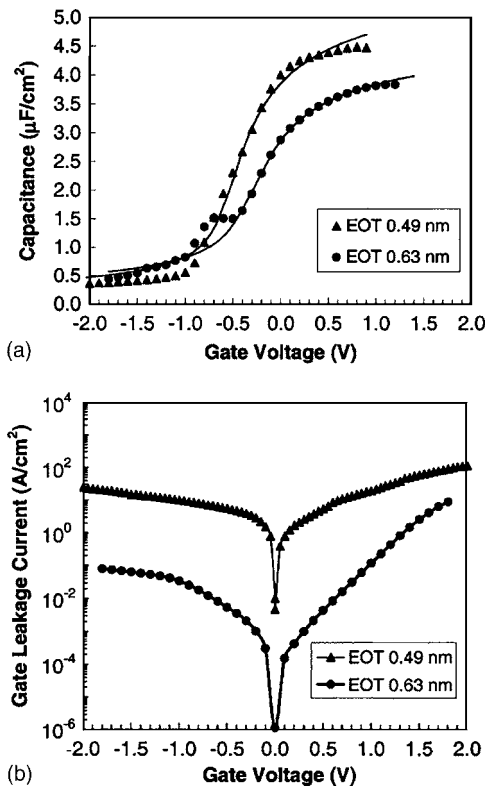 (a)
Capacitance (μF/cm²)
5.0
4.5
4.0
3.5
3.0
2.5
2.0
1.5
1.0
0.5
0.0
EOT 0.49 nm
EOT 0.63 nm
-2.0 -1.5 -1.0 -0.5 0.0 0.5 1.0 1.5 2.0
Gate Voltage (V)
(b)
Gate Leakage Current (A/cm²)
10⁴
10²
10⁰
10⁻²
10⁻⁴
10⁻⁶
EOT 0.49 nm
EOT 0.63 nm
-2.0 -1.5 -1.0 -0.5 0.0 0.5 1.0 1.5 2.0
Gate Voltage (V)